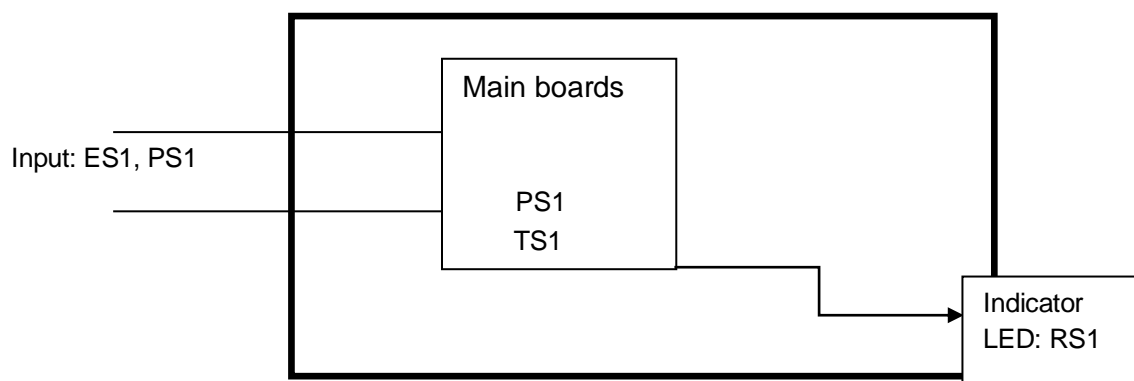 Main boards
Input: ES1, PS1
PS1
TS1
Indicator
LED: RS1